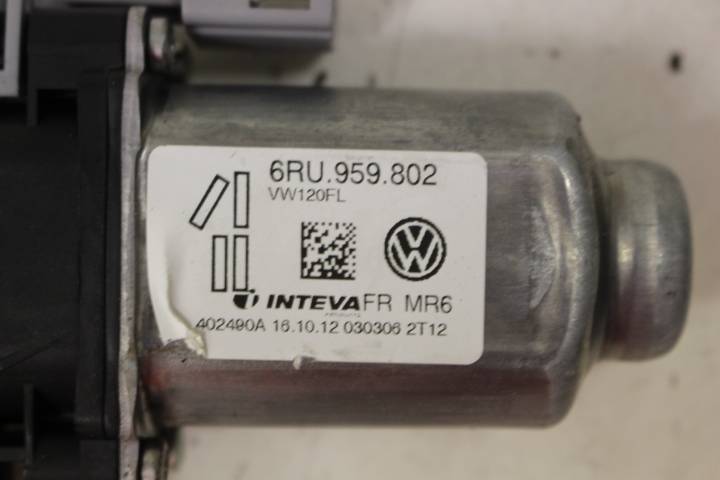 6RU.959.802
VW120FL
INTEVA FR MR6
402490A 16.10.12 030306 2T12